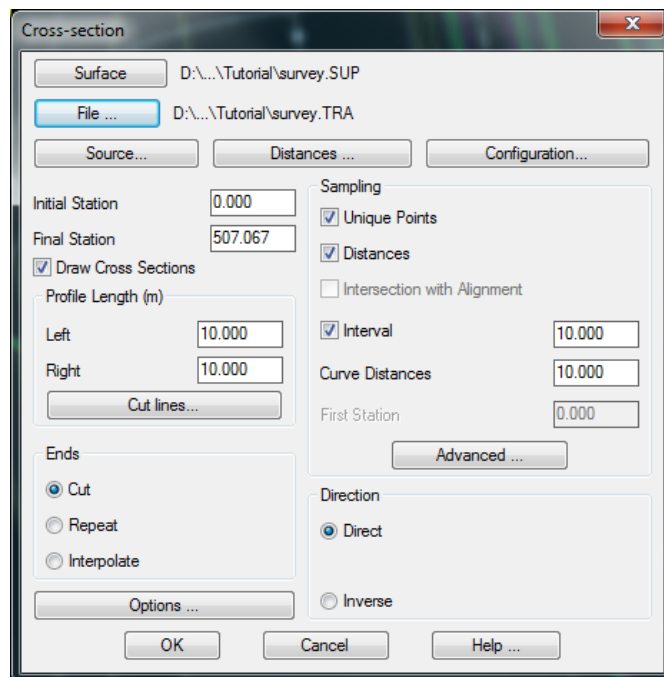 Cross-section
x
Surface D:\...\Tutorial\survey.SUP
File ... D:\...\Tutorial\survey.TRA
Source... Distances ... Configuration...
Initial Station 0.000
Final Station 507.067
Draw Cross Sections
Profile Length (m)
Left 10.000
Right 10.000
Cut lines...
Ends
Cut
Repeat
Interpolate
Options ...
Sampling
Unique Points
Distances
Intersection with Alignment
Interval 10.000
Curve Distances 10.000
First Station 0.000
Advanced ...
Direction
Direct
Inverse
OK Cancel Help ...